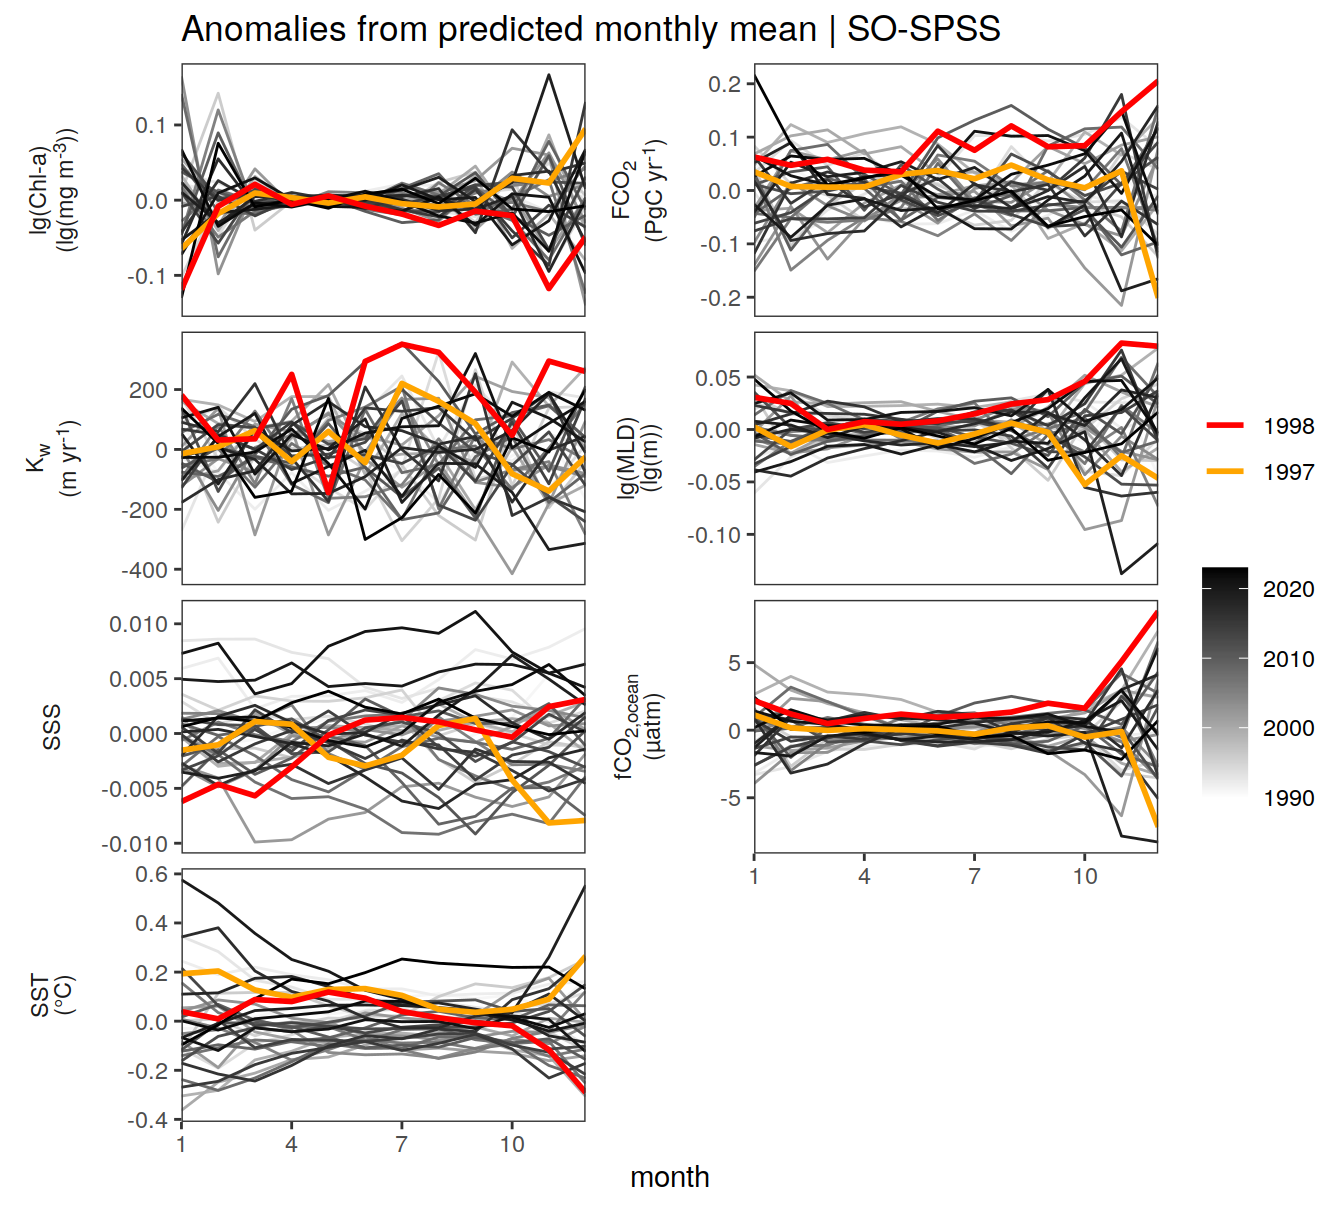 Anomalies from predicted monthly mean | SO-SPSS
lg(Chl-a)
(lg(mg m⁻³))
0.1
0.0
-0.1
FCO₂
(PgC yr⁻¹)
0.2
0.1
0.0
-0.1
-0.2
K_w
(m yr⁻¹)
200
0
-200
-400
lg(MLD)
(lg(m))
0.05
0.00
-0.05
-0.10
SSS
0.010
0.005
0.000
-0.005
-0.010
fCO₂,ocean
(µatm)
5
0
-5
1
4
7
10
SST
(°C)
0.6
0.4
0.2
0.0
-0.2
-0.4
1
4
7
10
month
1998
1997
2020
2010
2000
1990